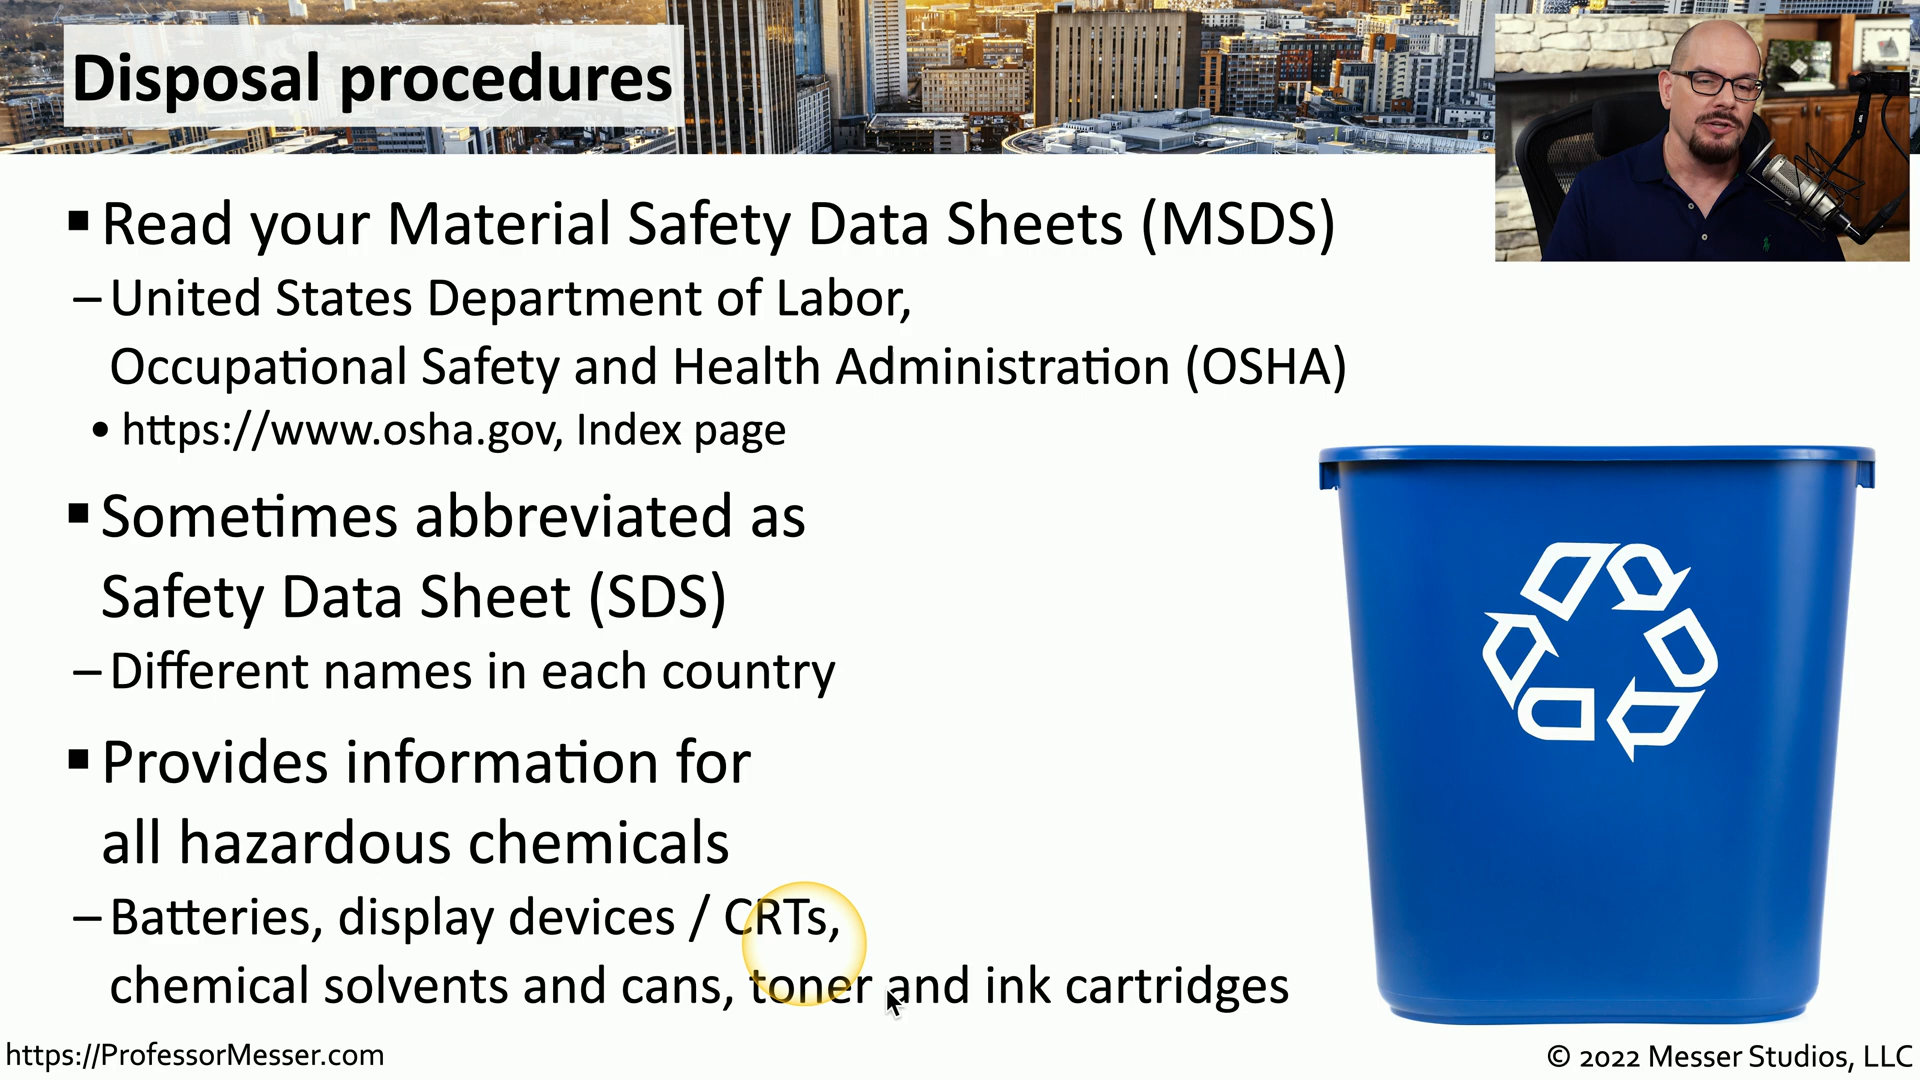 Disposal procedures
▪ Read your Material Safety Data Sheets (MSDS)
– United States Department of Labor,
Occupational Safety and Health Administration (OSHA)
• https://www.osha.gov, Index page
▪ Sometimes abbreviated as
Safety Data Sheet (SDS)
– Different names in each country
▪ Provides information for
all hazardous chemicals
– Batteries, display devices / CRTs,
chemical solvents and cans, toner and ink cartridges
https://ProfessorMesser.com
© 2022 Messer Studios, LLC